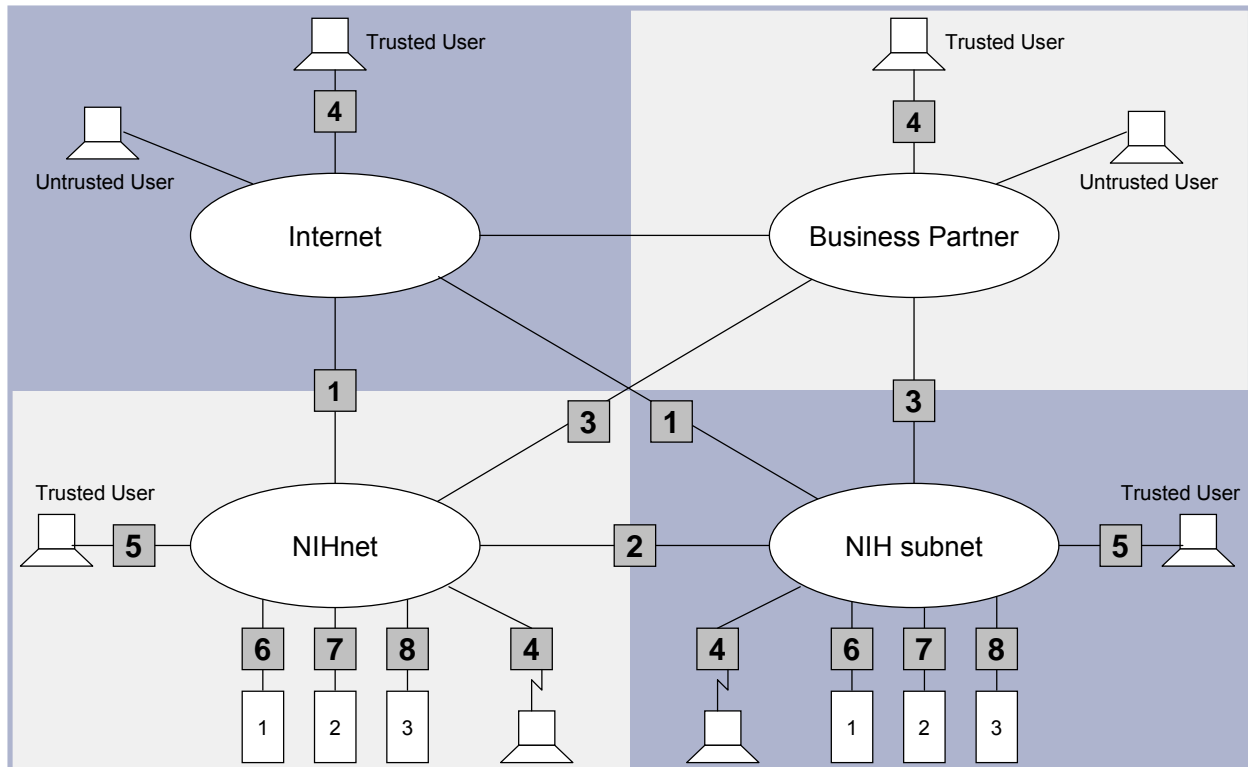 Trusted User
Trusted User
4
4
Untrusted User
Untrusted User
Internet
Business Partner
1
3
3
1
Trusted User
Trusted User
5
NIHnet
2
NIH subnet
5
6
7
8
4
4
6
7
8
1
2
3
1
2
3